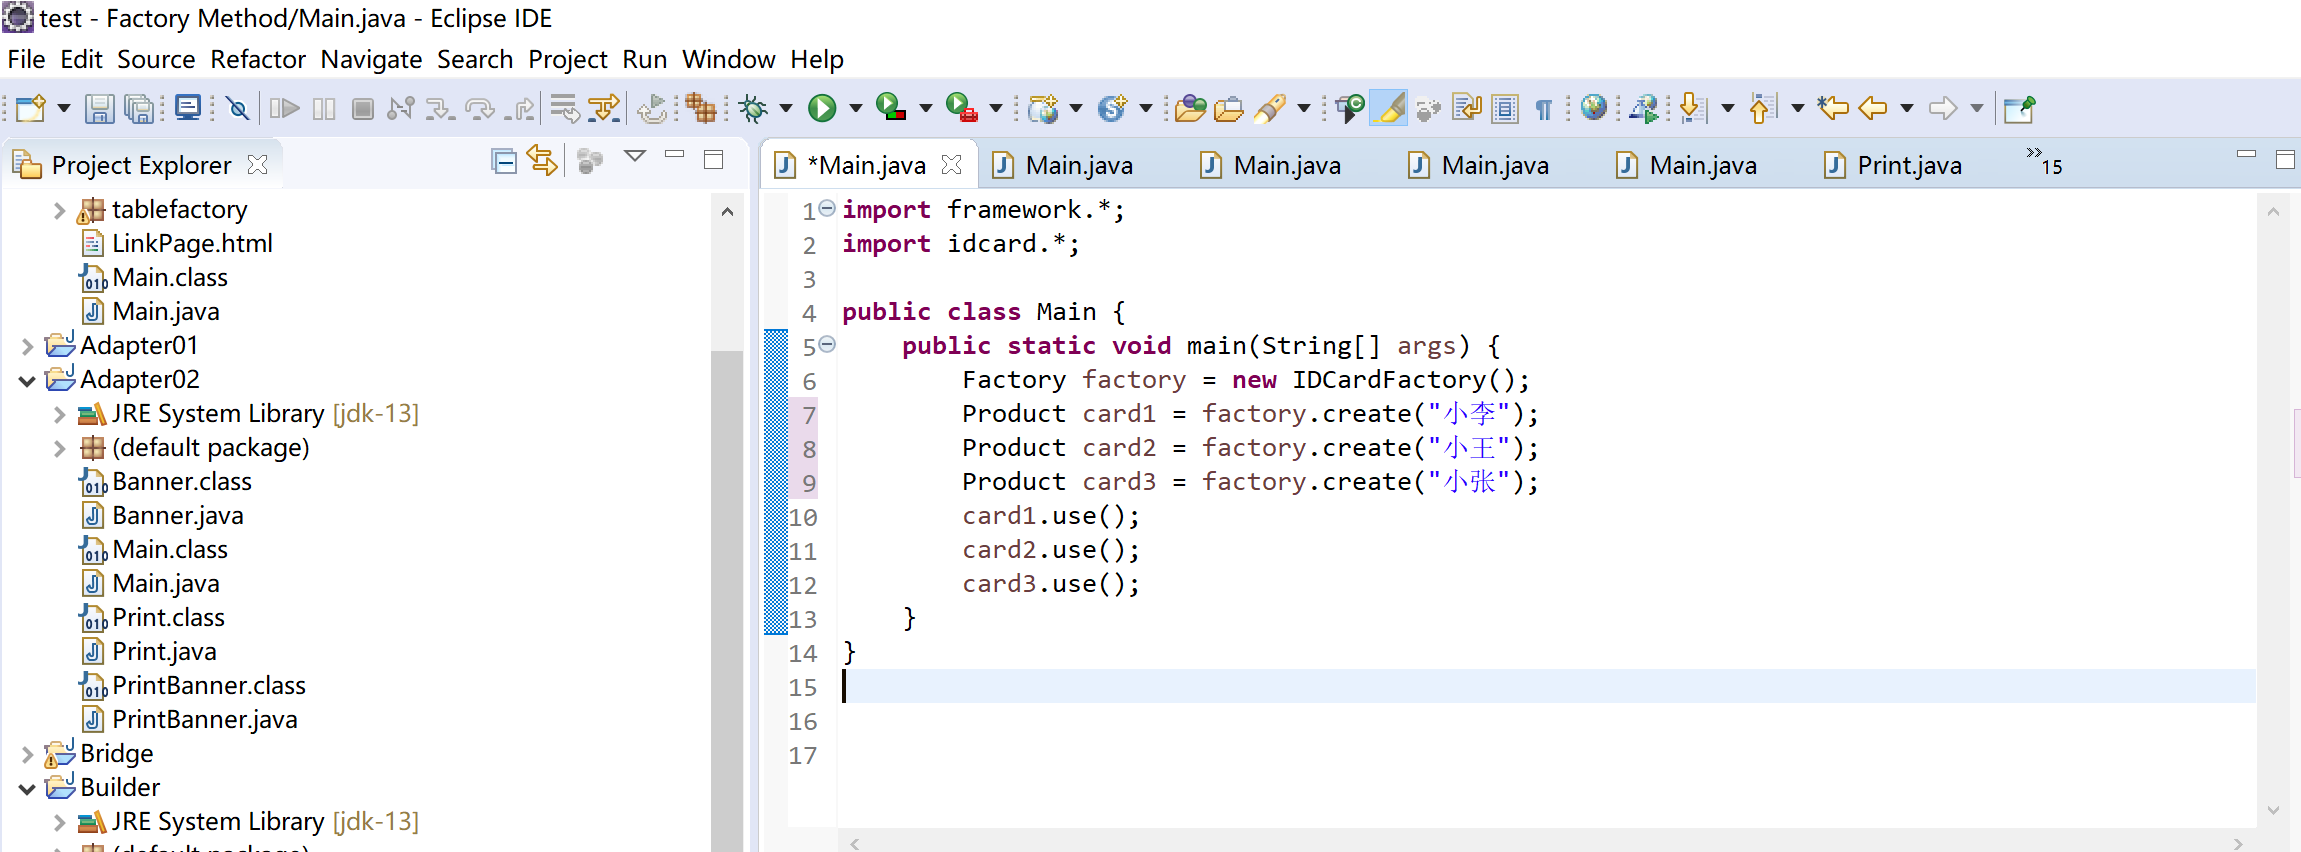 test - Factory Method/Main.java - Eclipse IDE
File Edit Source Refactor Navigate Search Project Run Window Help
Project Explorer
tablefactory
LinkPage.html
Main.class
Main.java
Adapter01
Adapter02
JRE System Library [jdk-13]
(default package)
Banner.class
Banner.java
Main.class
Main.java
Print.class
Print.java
PrintBanner.class
PrintBanner.java
Bridge
Builder
JRE System Library [jdk-13]
(default package)
*Main.java Main.java Main.java Main.java Main.java Print.java »15
1 import framework.*;
2 import idcard.*;
3
4 public class Main {
5 public static void main(String[] args) {
6 Factory factory = new IDCardFactory();
7 Product card1 = factory.create("小李");
8 Product card2 = factory.create("小王");
9 Product card3 = factory.create("小张");
10 card1.use();
11 card2.use();
12 card3.use();
13 }
14 }
15
16
17